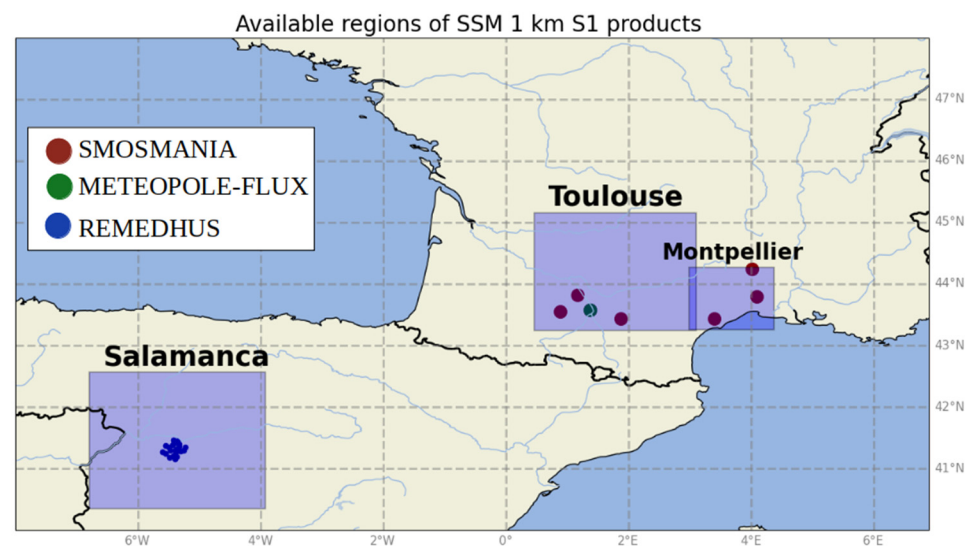 Available regions of SSM 1 km S1 products
SMOSMANIA
METEOPOLE-FLUX
REMEDHUS
Toulouse
Montpellier
Salamanca
47°N
46°N
45°N
44°N
43°N
42°N
41°N
6°W
4°W
2°W
0°
2°E
4°E
6°E